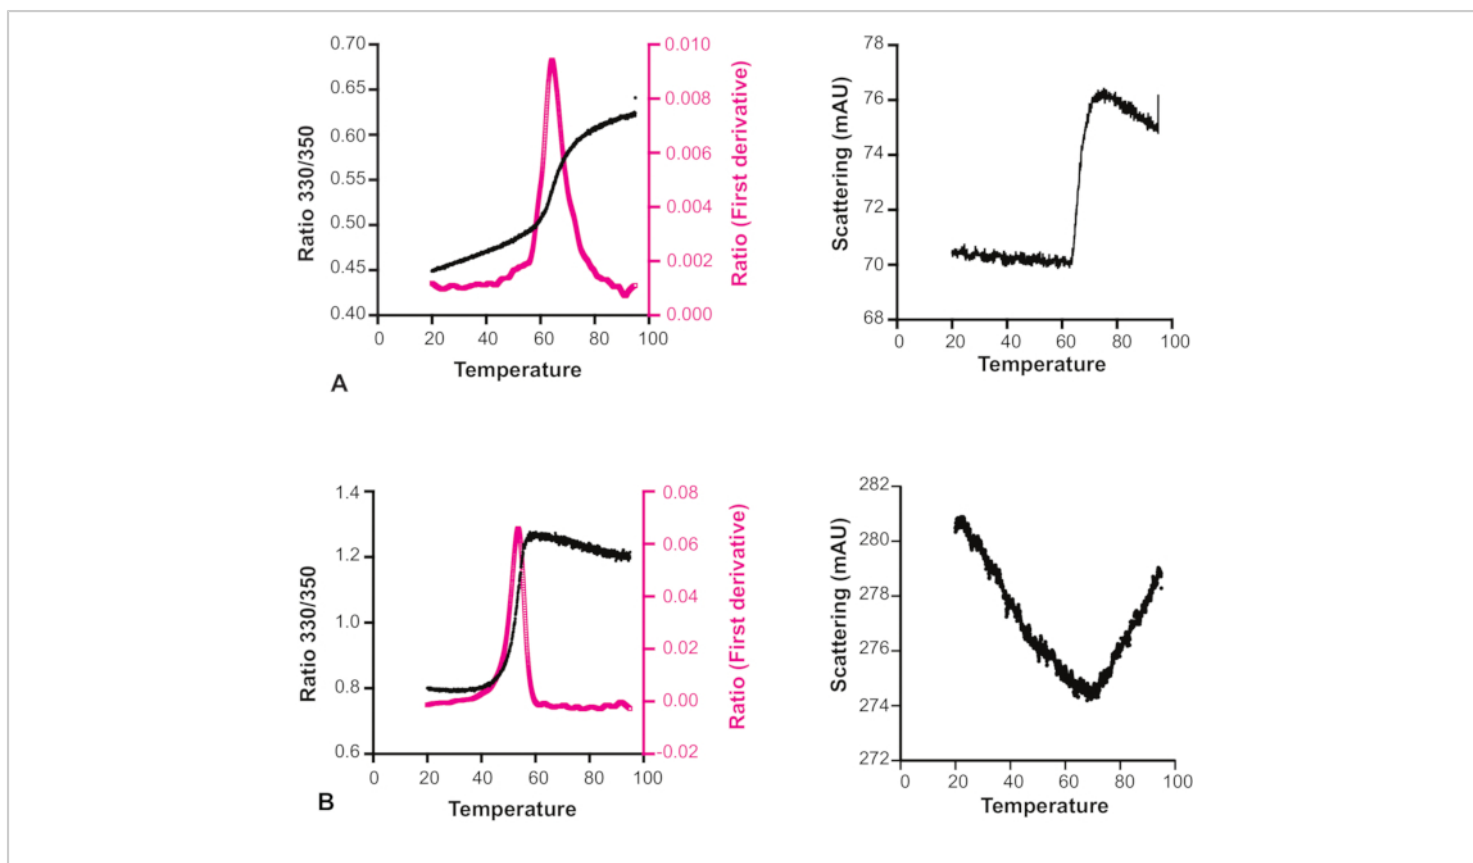 0.70
0.65
0.60
0.55
0.50
0.45
0.40
Ratio 330/350
0.010
0.008
0.006
0.004
0.002
0.000
Ratio (First derivative)
0 20 40 60 80 100
Temperature
A
78
76
74
72
70
68
Scattering (mAU)
0 20 40 60 80 100
Temperature
1.4
1.2
1.0
0.8
0.6
Ratio 330/350
0.08
0.06
0.04
0.02
0.00
-0.02
Ratio (First derivative)
0 20 40 60 80 100
Temperature
B
282
280
278
276
274
272
Scattering (mAU)
0 20 40 60 80 100
Temperature